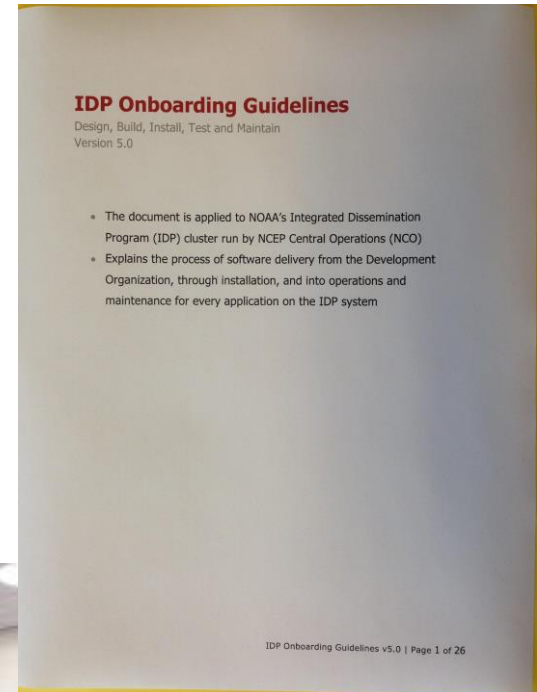 IDP Onboarding Guidelines
Design, Build, Install, Test and Maintain
Version 5.0
• The document is applied to NOAA's Integrated Dissemination
Program (IDP) cluster run by NCEP Central Operations (NCO)
• Explains the process of software delivery from the Development
Organization, through installation, and into operations and
maintenance for every application on the IDP system
IDP Onboarding Guidelines v5.0 | Page 1 of 26